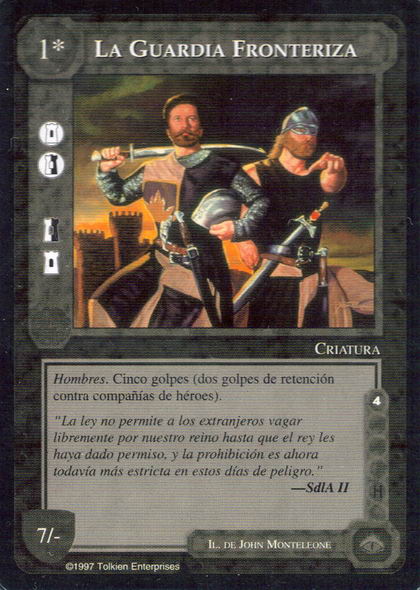 1* La Guardia Fronteriza
Criatura
Hombres. Cinco golpes (dos golpes de retención
contra compañías de héroes).
4
"La ley no permite a los extranjeros vagar
libremente por nuestro reino hasta que el rey les
haya dado permiso, y la prohibición es ahora
todavía más estricta en estos días de peligro."
—SdlA II
H
7/-
Il. de John Monteleone
©1997 Tolkien Enterprises